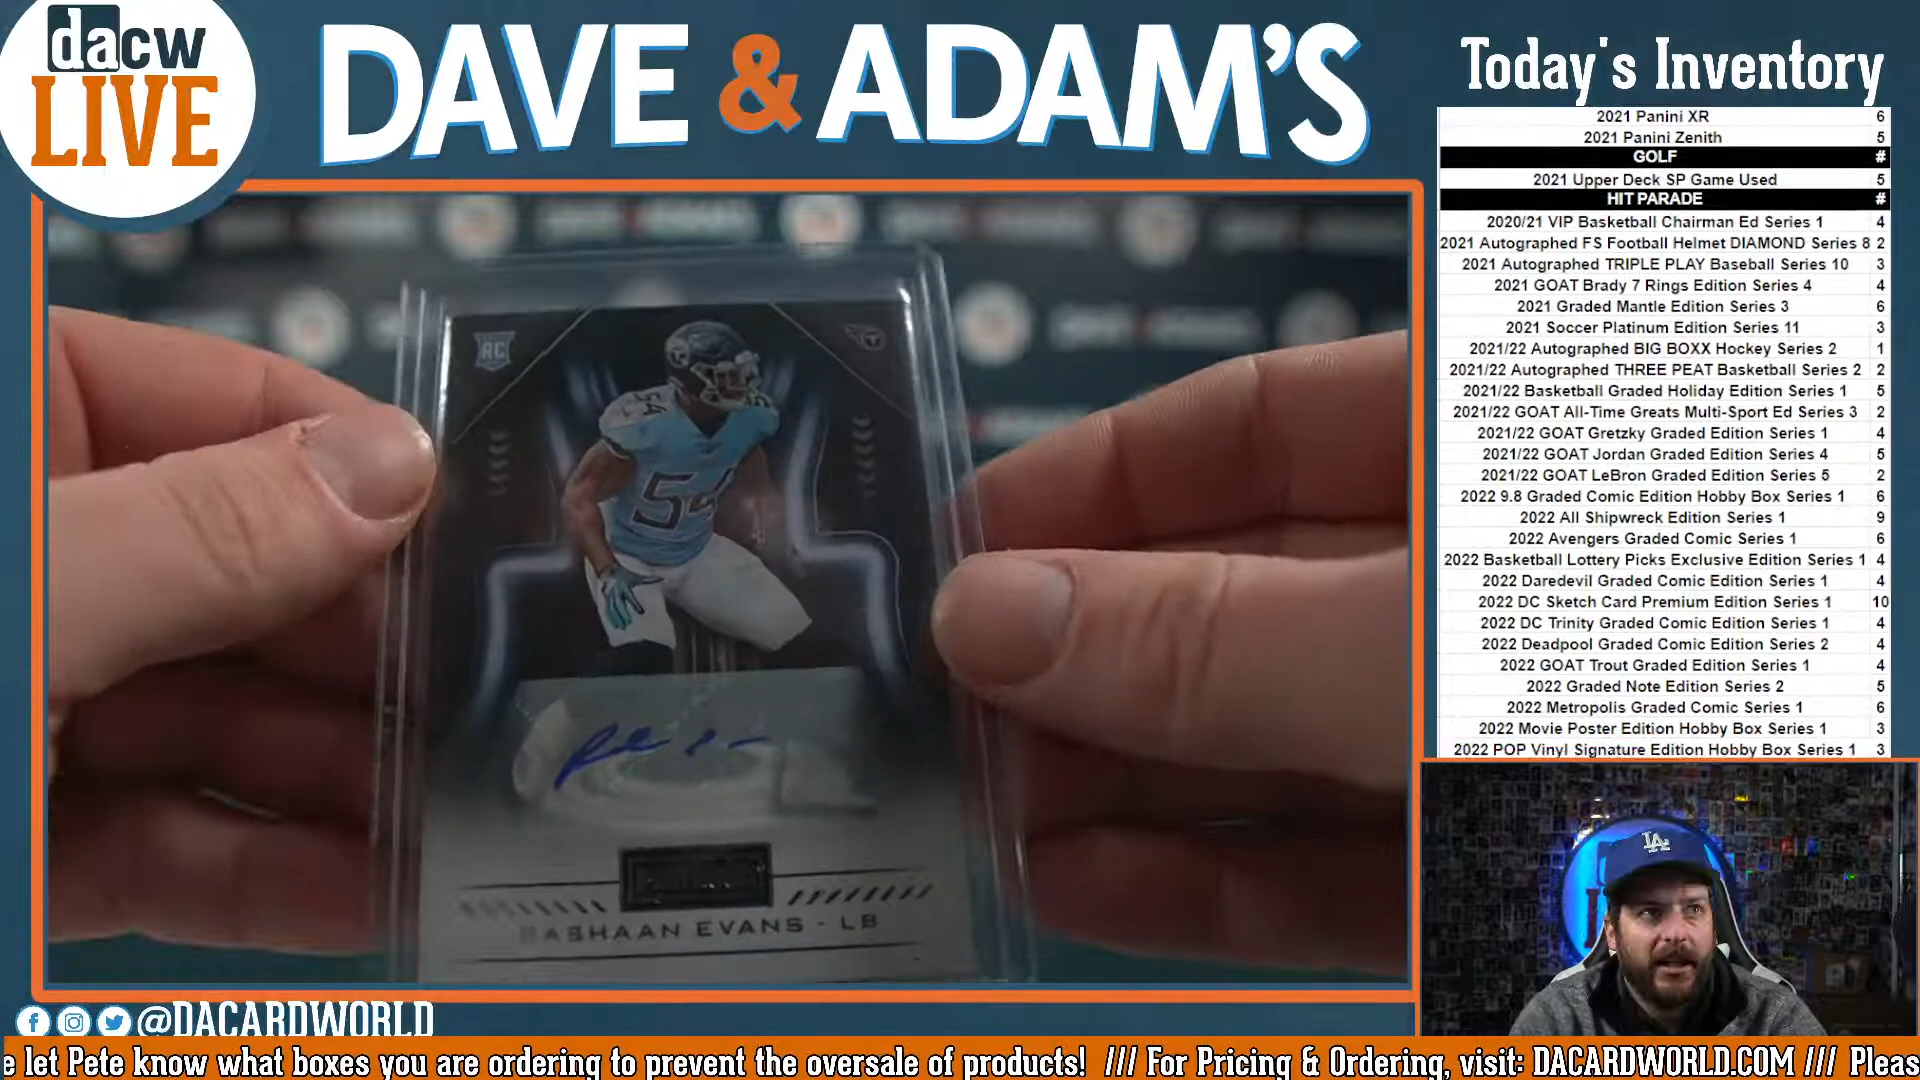 dacw
LIVE
DAVE & ADAM'S
Today's Inventory
2021 Panini XR 6
2021 Panini Zenith 5
GOLF #
2021 Upper Deck SP Game Used 5
HIT PARADE #
2020/21 VIP Basketball Chairman Ed Series 1 4
2021 Autographed FS Football Helmet DIAMOND Series 8 2
2021 Autographed TRIPLE PLAY Baseball Series 10 3
2021 GOAT Brady 7 Rings Edition Series 4 4
2021 Graded Mantle Edition Series 3 6
2021 Soccer Platinum Edition Series 11 3
2021/22 Autographed BIG BOXX Hockey Series 2 1
2021/22 Autographed THREE PEAT Basketball Series 2 2
2021/22 Basketball Graded Holiday Edition Series 1 5
2021/22 GOAT All-Time Greats Multi-Sport Ed Series 3 2
2021/22 GOAT Gretzky Graded Edition Series 1 4
2021/22 GOAT Jordan Graded Edition Series 4 5
2021/22 GOAT LeBron Graded Edition Series 5 2
2022 9.8 Graded Comic Edition Hobby Box Series 1 6
2022 All Shipwreck Edition Series 1 9
2022 Avengers Graded Comic Series 1 6
2022 Basketball Lottery Picks Exclusive Edition Series 1 4
2022 Daredevil Graded Comic Edition Series 1 4
2022 DC Sketch Card Premium Edition Series 1 10
2022 DC Trinity Graded Comic Edition Series 1 4
2022 Deadpool Graded Comic Edition Series 2 4
2022 GOAT Trout Graded Edition Series 1 4
2022 Graded Note Edition Series 2 5
2022 Metropolis Graded Comic Series 1 6
2022 Movie Poster Edition Hobby Box Series 1 3
2022 POP Vinyl Signature Edition Hobby Box Series 1 3
RC
T
54
54
RASHAAN EVANS - LB
LA
@DACARDWORLD
e let Pete know what boxes you are ordering to prevent the oversale of products! /// For Pricing & Ordering, visit: DACARDWORLD.COM /// Pleas